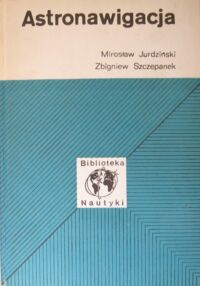 Astronawigacja
Mirosław Jurdziński
Zbigniew Szczepanek
Biblioteka
Nautyki